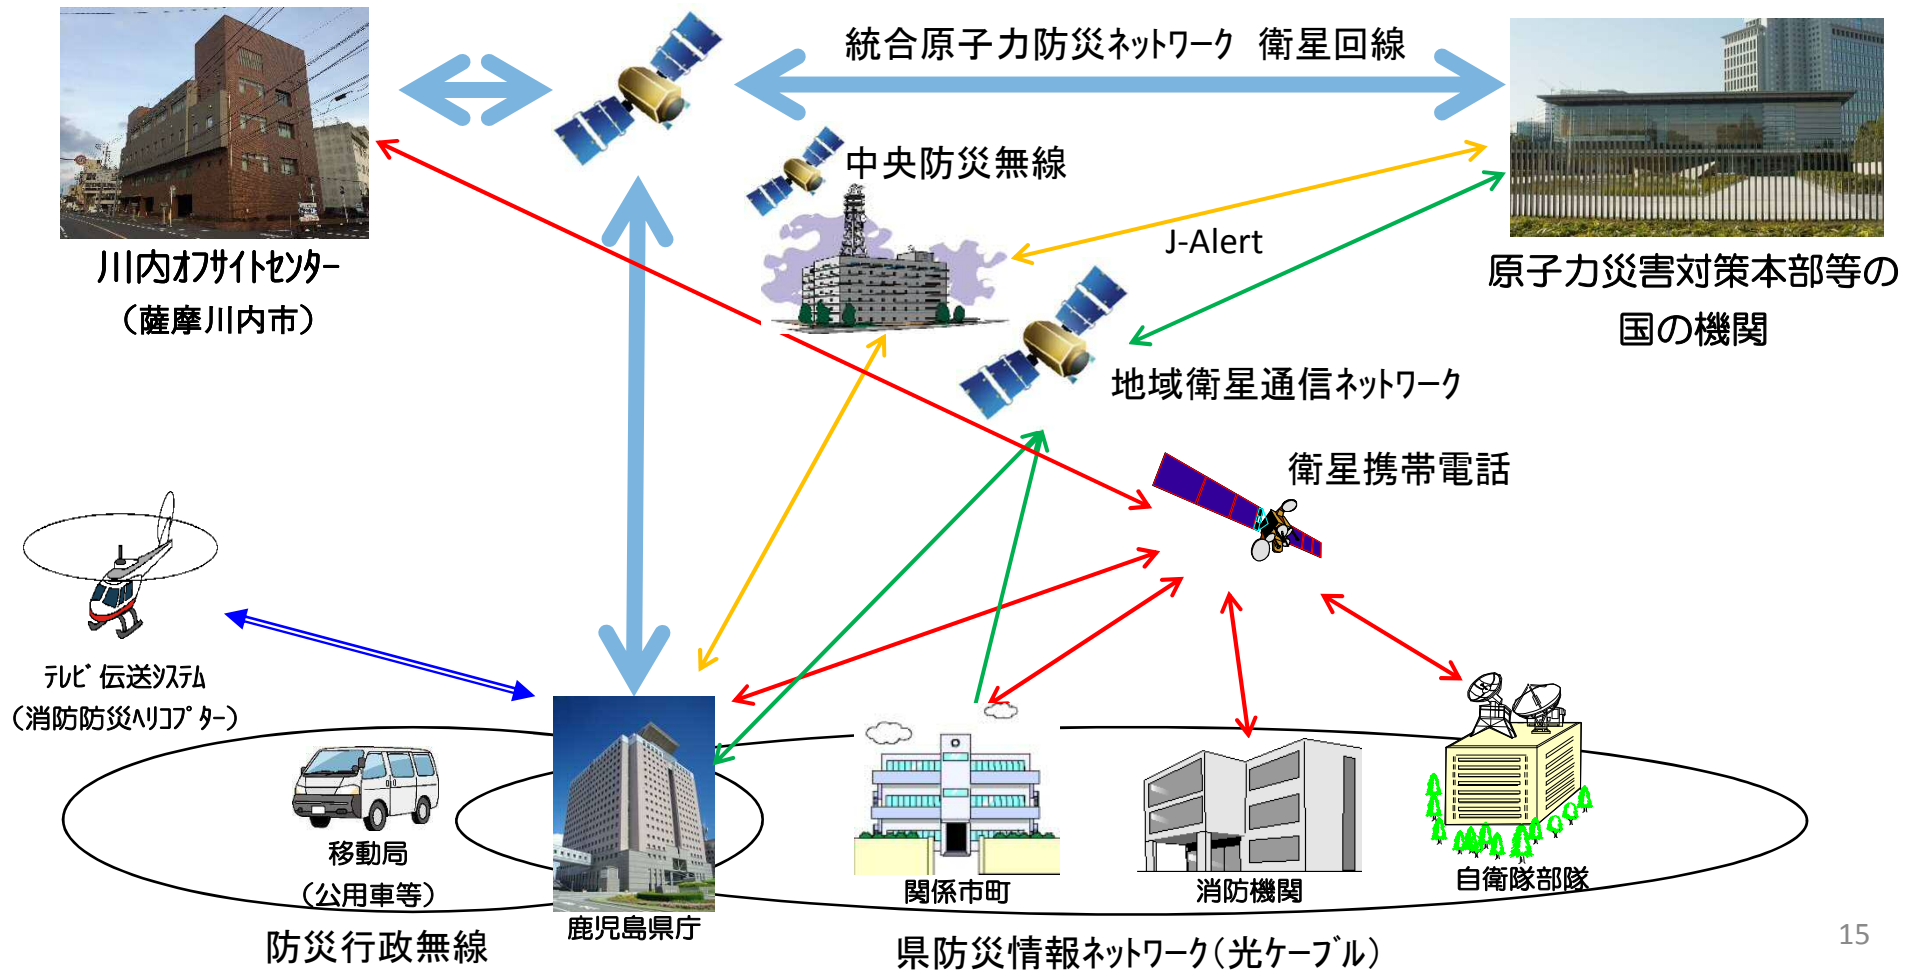 統合原子力防災ネットワーク 衛星回線
中央防災無線
J-Alert
川内オフサイトセンター
（薩摩川内市）
原子力災害対策本部等の
国の機関
地域衛星通信ネットワーク
衛星携帯電話
テレビ伝送システム
（消防防災ヘリコプター）
移動局
（公用車等）
関係市町
消防機関
自衛隊部隊
鹿児島県庁
防災行政無線
県防災情報ネットワーク（光ケーブル）
15